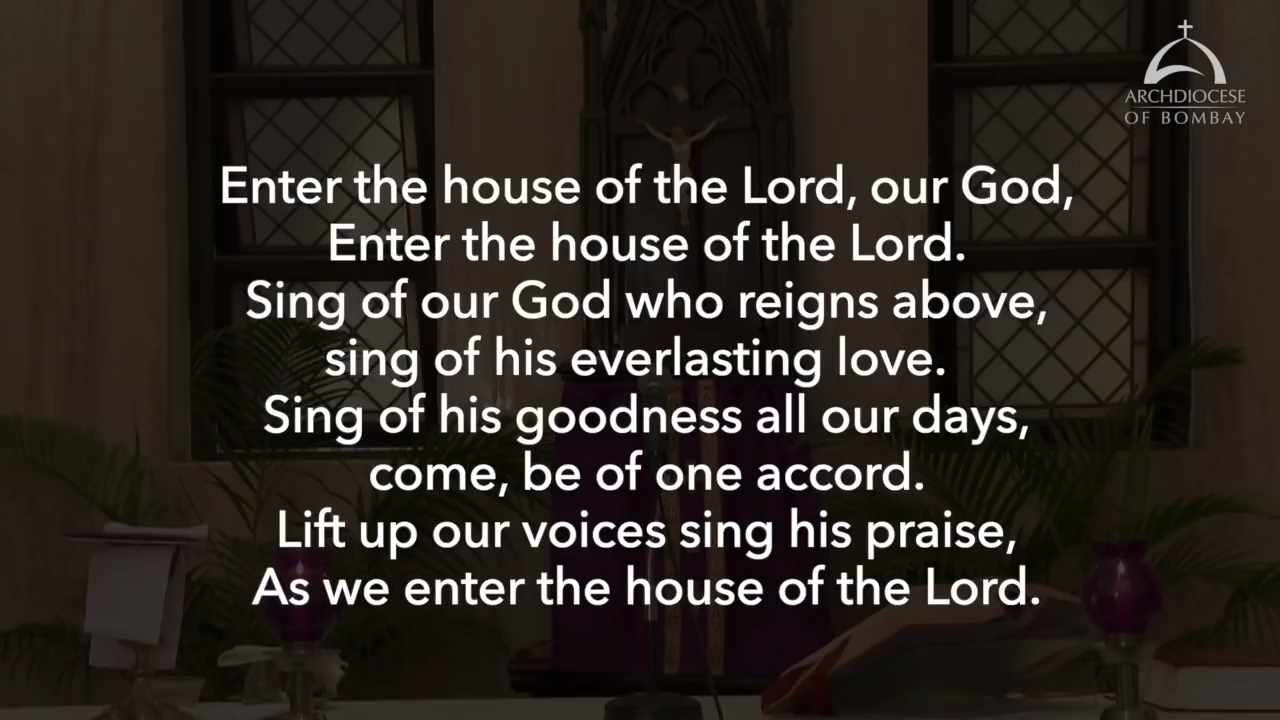 ARCHDIOCESE
OF BOMBAY
Enter the house of the Lord, our God,
Enter the house of the Lord.
Sing of our God who reigns above,
sing of his everlasting love.
Sing of his goodness all our days,
come, be of one accord.
Lift up our voices sing his praise,
As we enter the house of the Lord.